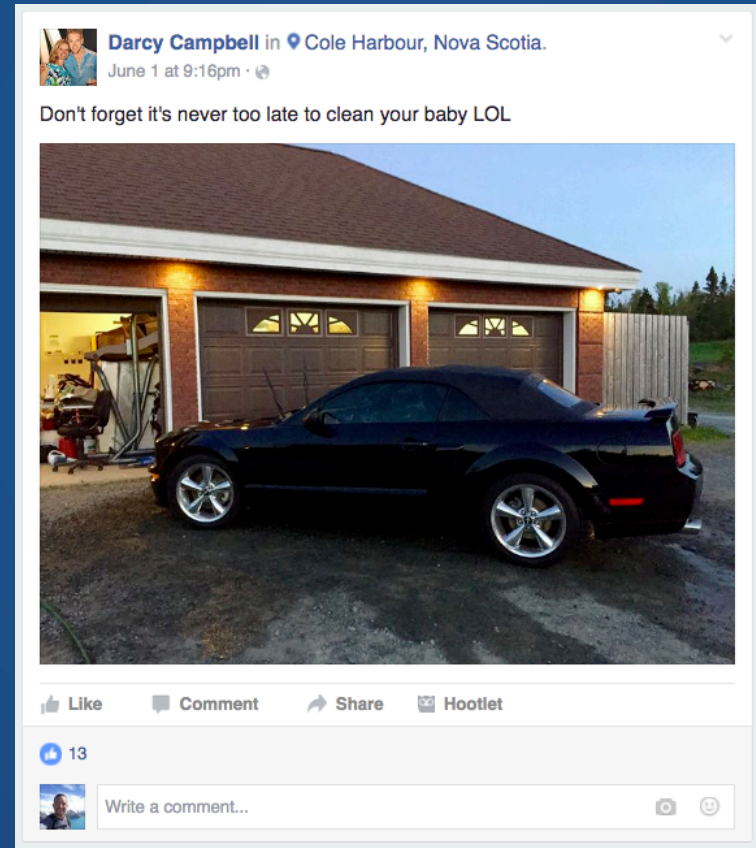 Darcy Campbell in Cole Harbour, Nova Scotia.
June 1 at 9:16pm ·
Don't forget it's never too late to clean your baby LOL
Like Comment Share Hootlet
13
Write a comment...